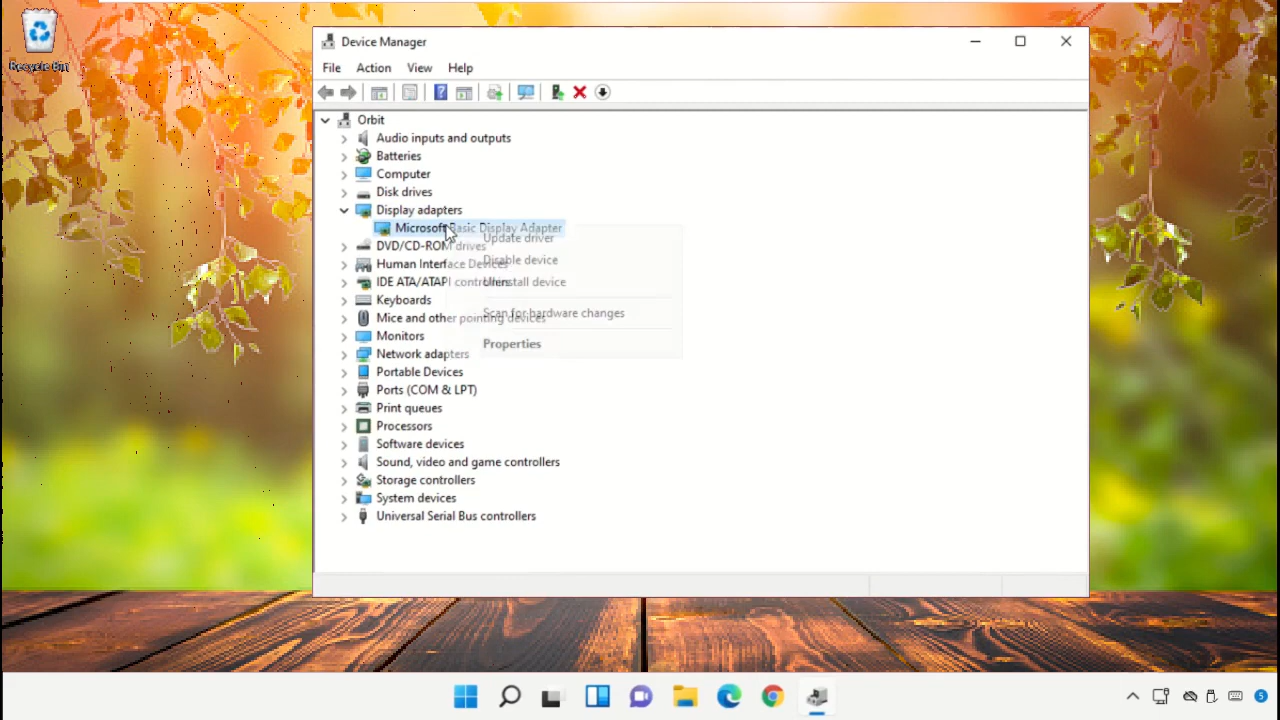 Recycle Bin
Device Manager
File Action View Help
Orbit
Audio inputs and outputs
Batteries
Computer
Disk drives
Display adapters
Microsoft Basic Display Adapter
DVD/CD-ROM drives
Human Interface Devices
IDE ATA/ATAPI controllers
Keyboards
Mice and other pointing devices
Monitors
Network adapters
Portable Devices
Ports (COM & LPT)
Print queues
Processors
Software devices
Sound, video and game controllers
Storage controllers
System devices
Universal Serial Bus controllers
Update driver
Disable device
Uninstall device
Scan for hardware changes
Properties
5